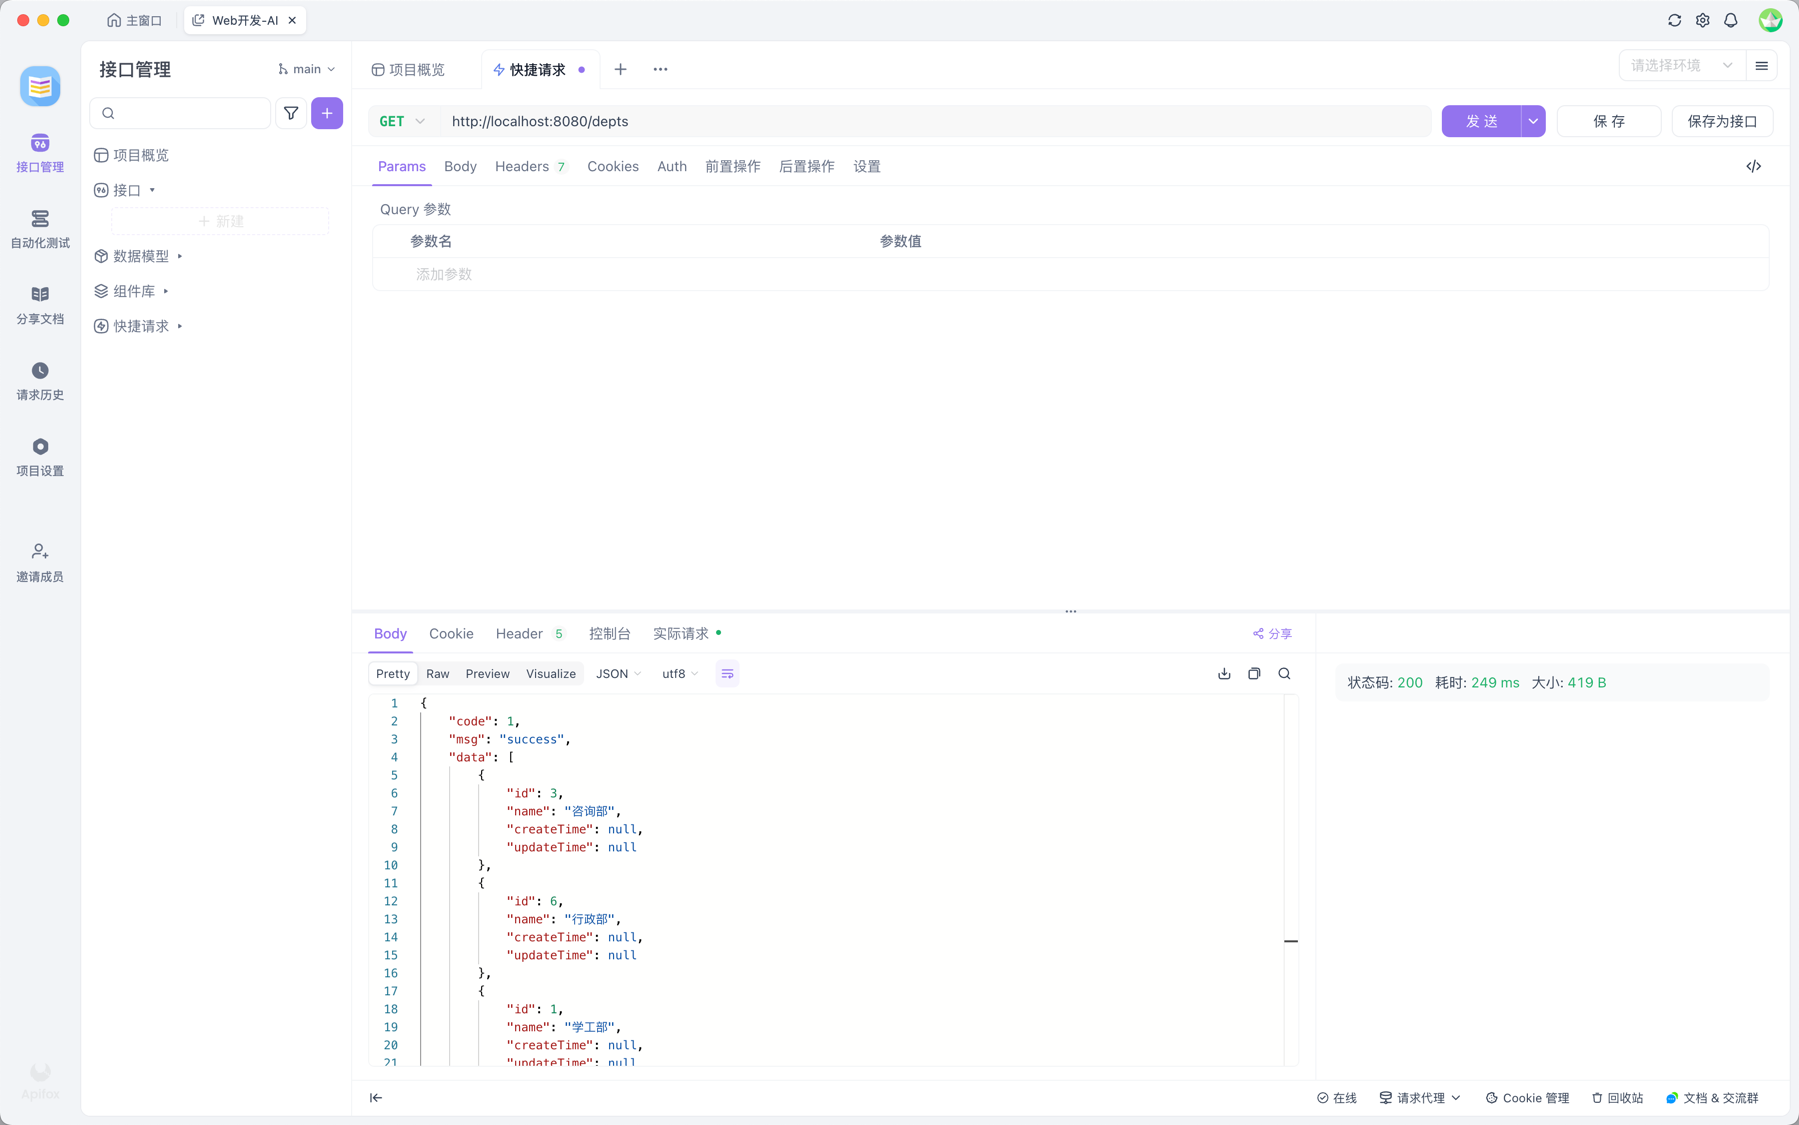 主窗口
Web开发-AI
接口管理
main
项目概览
接口
新建
数据模型
组件库
快捷请求
接口管理
自动化测试
分享文档
请求历史
项目设置
邀请成员
Apifox
项目概览
快捷请求
请选择环境
GET
http://localhost:8080/depts
发送
保存
保存为接口
Params Body Headers 7 Cookies Auth 前置操作 后置操作 设置
Query 参数
参数名 参数值
添加参数
Body Cookie Header 5 控制台 实际请求
分享
Pretty Raw Preview Visualize JSON utf8
状态码: 200 耗时: 249 ms 大小: 419 B
1 {
2 "code": 1,
3 "msg": "success",
4 "data": [
5 {
6 "id": 3,
7 "name": "咨询部",
8 "createTime": null,
9 "updateTime": null
10 },
11 {
12 "id": 6,
13 "name": "行政部",
14 "createTime": null,
15 "updateTime": null
16 },
17 {
18 "id": 1,
19 "name": "学工部",
20 "createTime": null,
21 "updateTime": null
在线 请求代理 Cookie 管理 回收站 文档 & 交流群